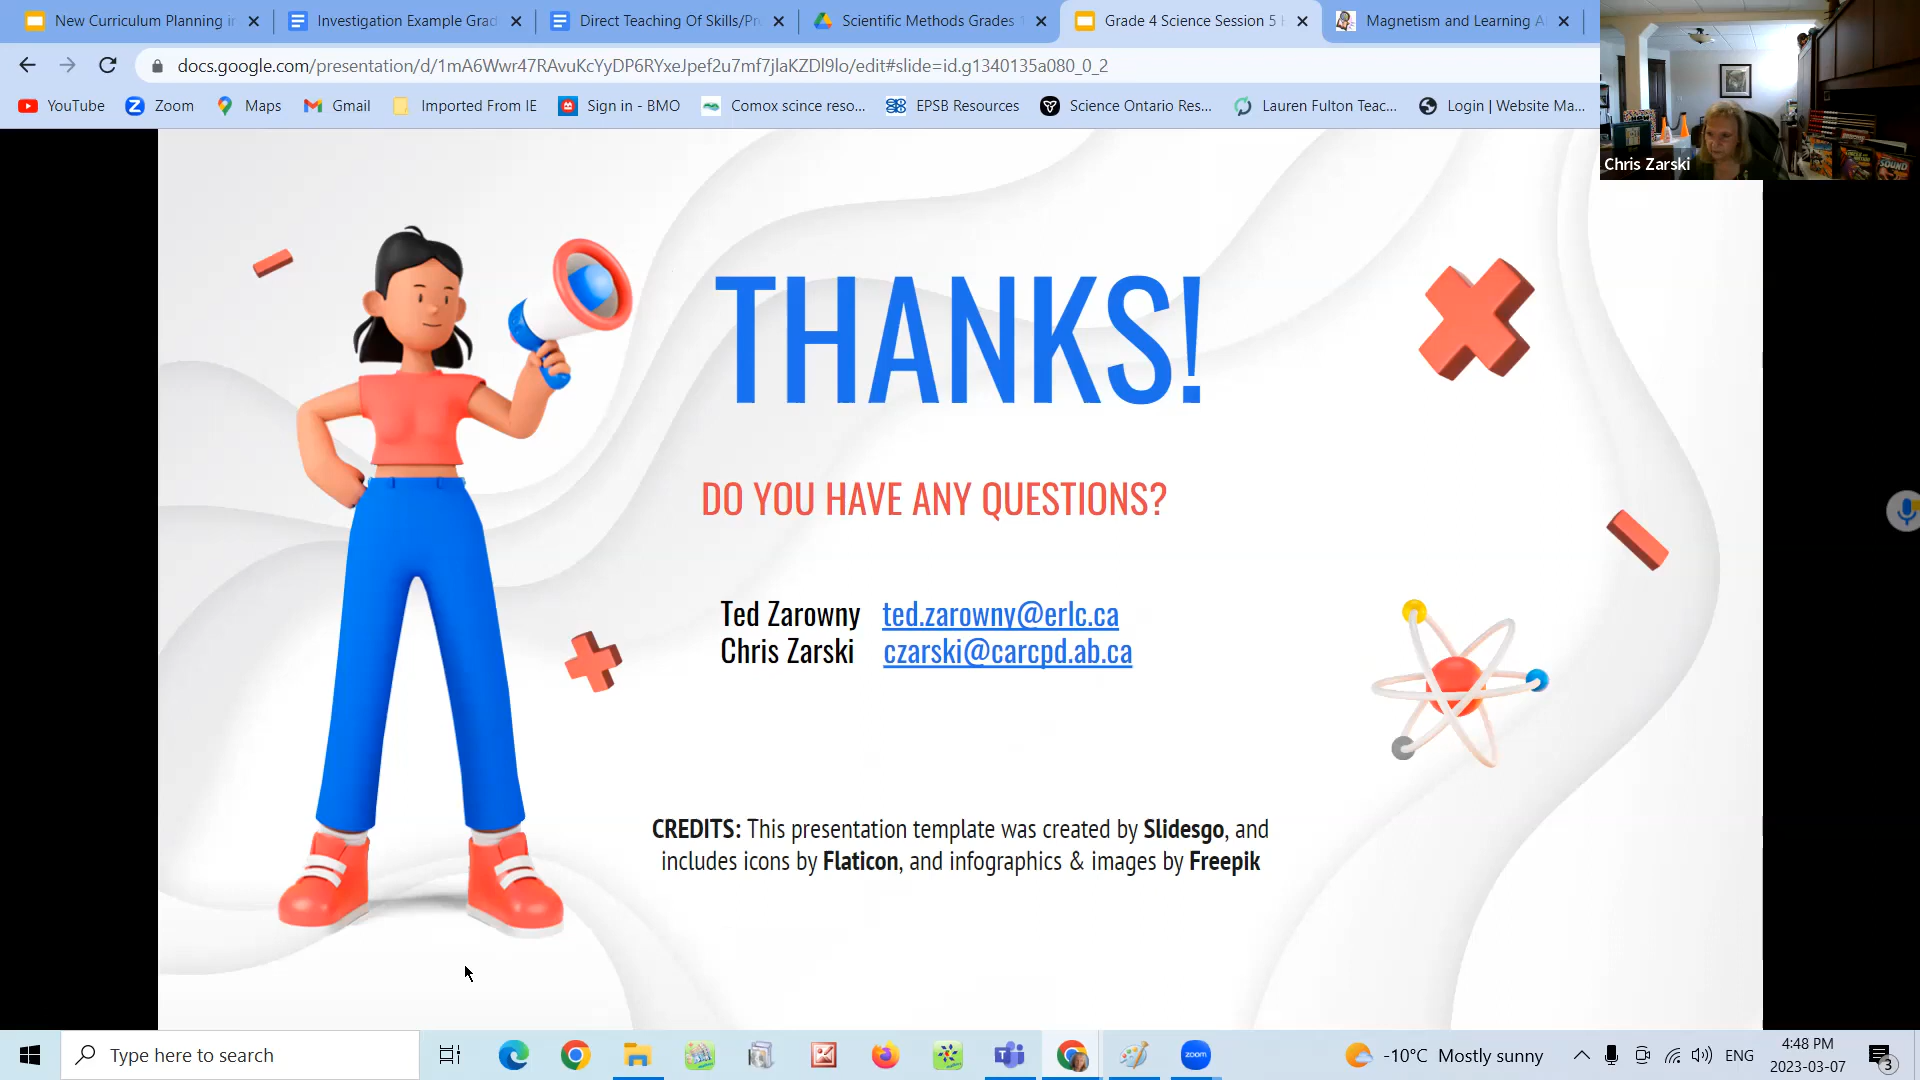 New Curriculum Planning in
Investigation Example Grad
Direct Teaching Of Skills/Pr
Scientific Methods Grades 1
Grade 4 Science Session 5
Magnetism and Learning A
docs.google.com/presentation/d/1mA6Wwr47RAvuKcYyDP6RYxeJpef2u7mf7jlaKZDl9lo/edit#slide=id.g1340135a080_0_2
YouTube
Zoom
Maps
Gmail
Imported From IE
Sign in - BMO
Comox scince reso...
EPSB Resources
Science Ontario Res...
Lauren Fulton Teac...
Login | Website Ma...
Chris Zarski
SOUND
THANKS!
DO YOU HAVE ANY QUESTIONS?
Ted Zarowny ted.zarowny@erlc.ca
Chris Zarski czarski@carcpd.ab.ca
CREDITS: This presentation template was created by Slidesgo, and
includes icons by Flaticon, and infographics & images by Freepik
Type here to search
zoom
-10°C Mostly sunny
ENG
4:48 PM
2023-03-07
3